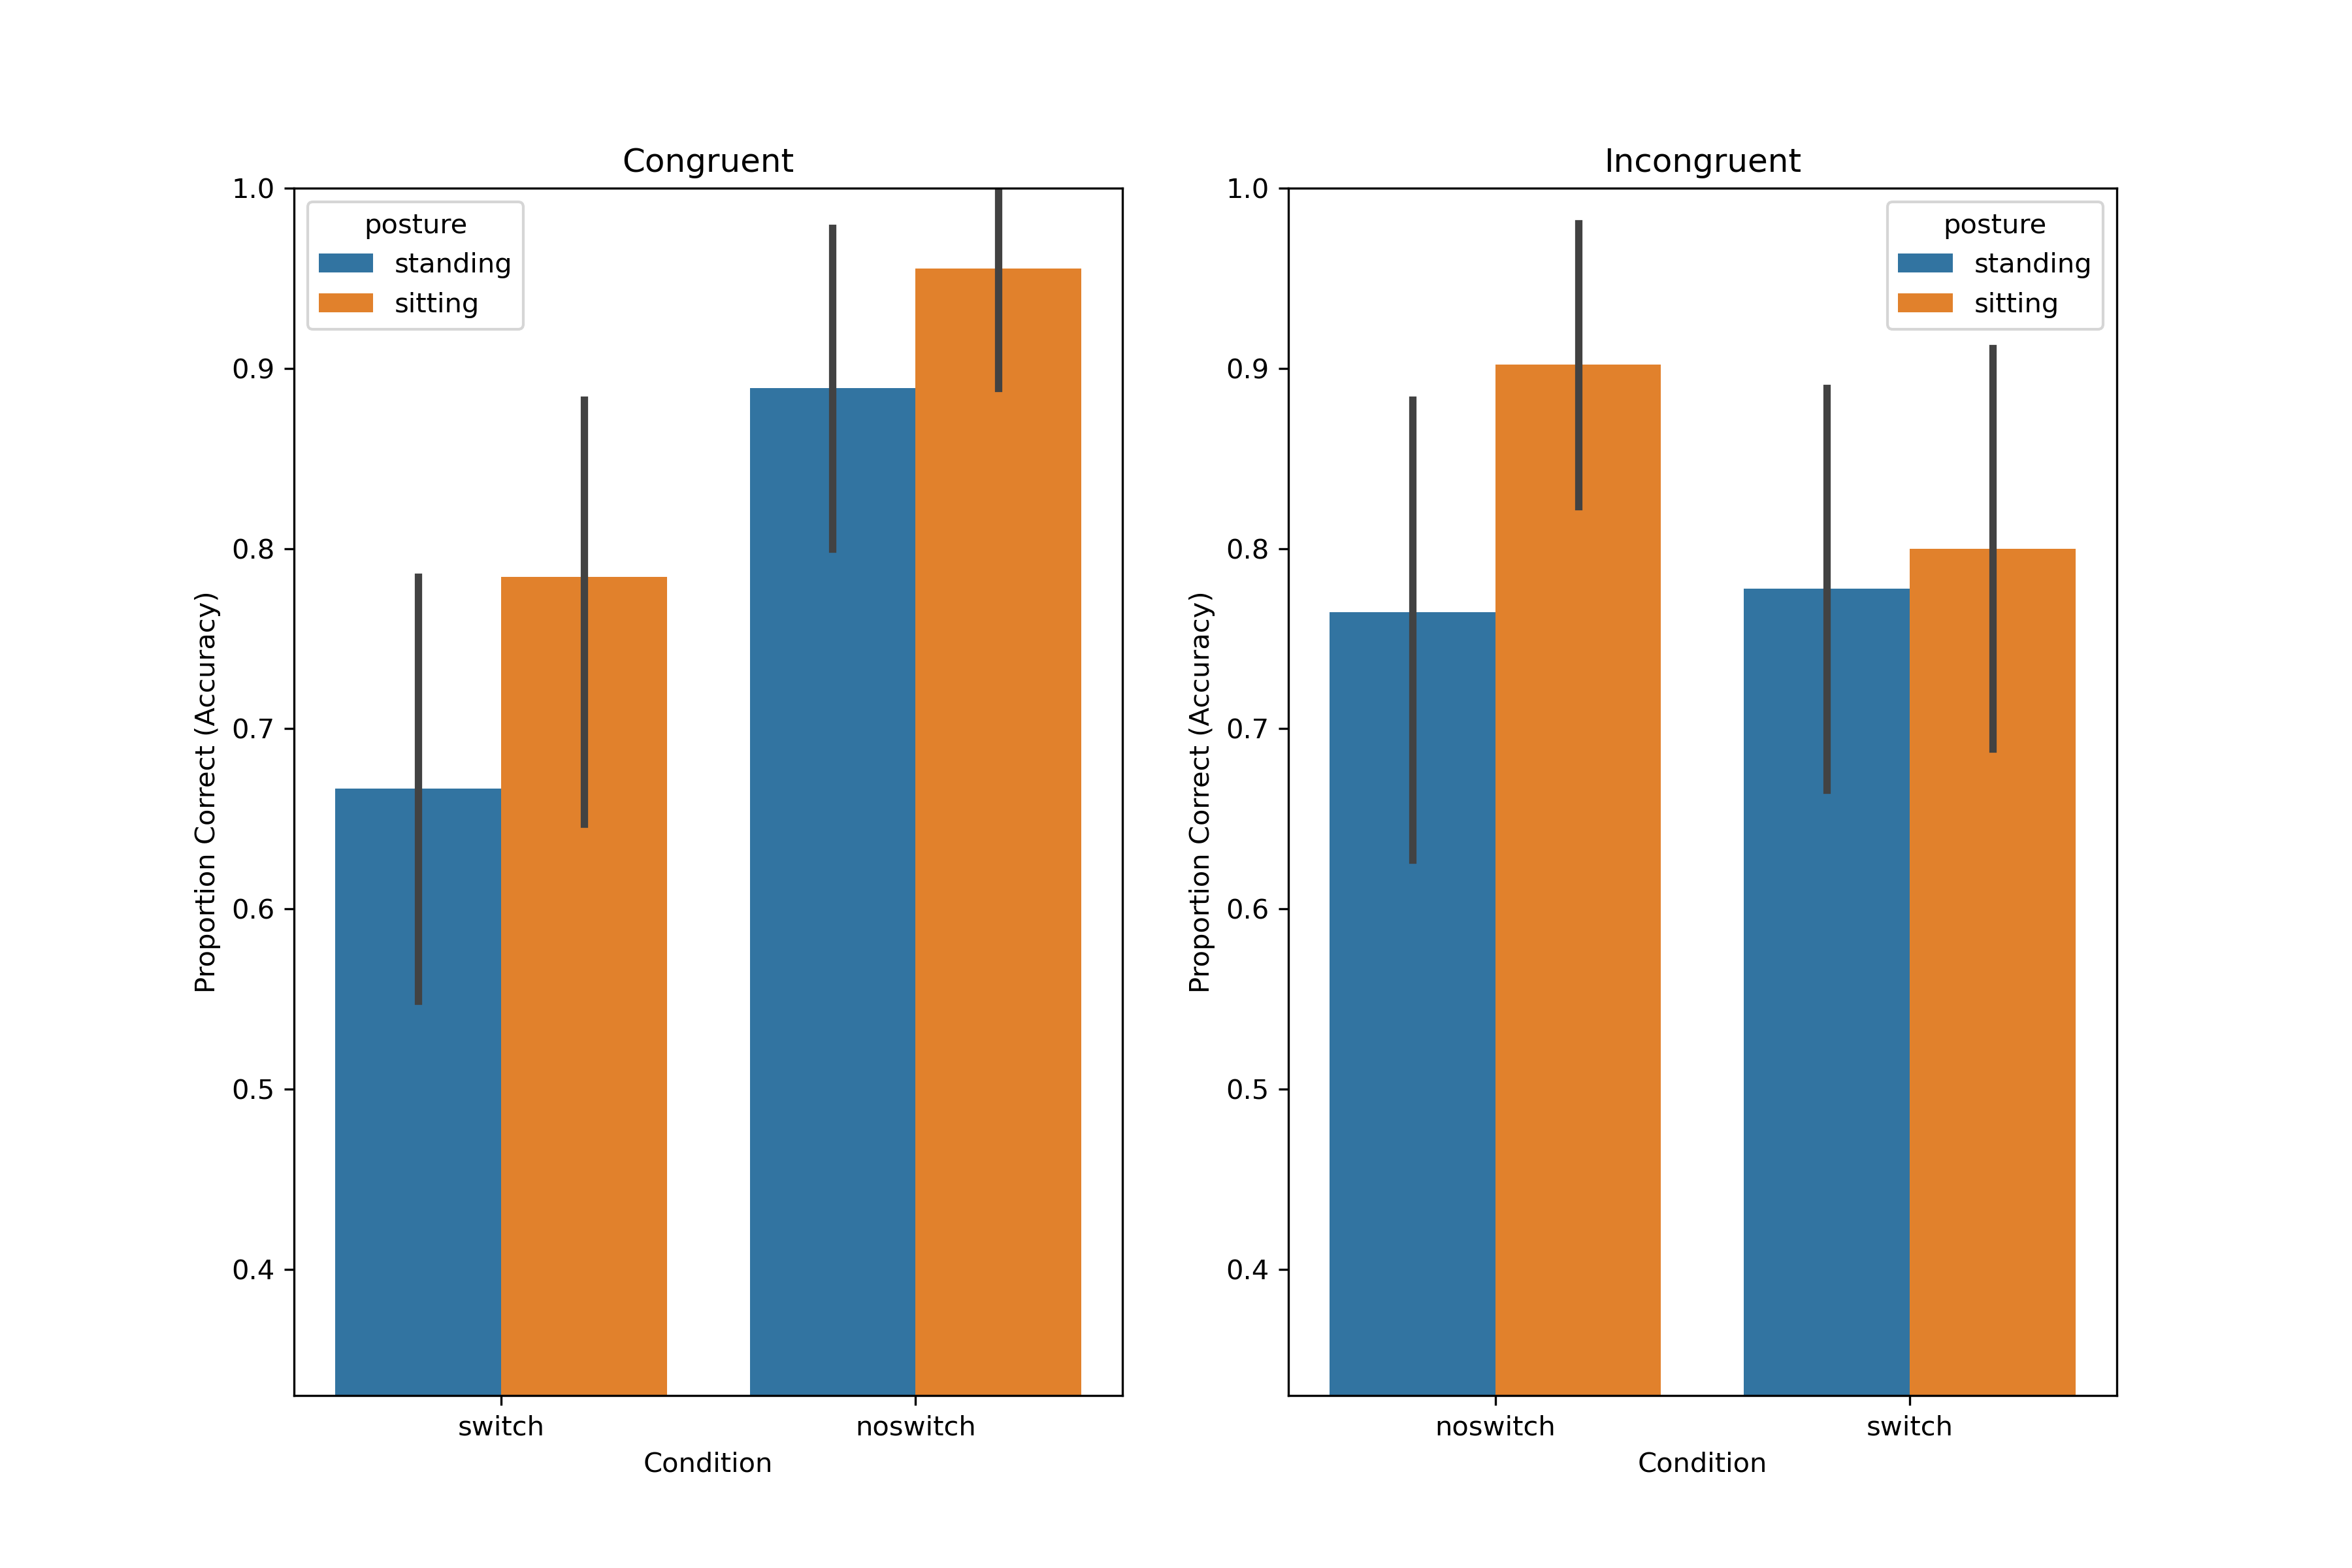 Congruent
posture
standing
sitting
1.0
0.9
0.8
0.7
0.6
0.5
0.4
Proportion Correct (Accuracy)
switch
noswitch
Condition
Incongruent
posture
standing
sitting
1.0
0.9
0.8
0.7
0.6
0.5
0.4
Proportion Correct (Accuracy)
noswitch
switch
Condition